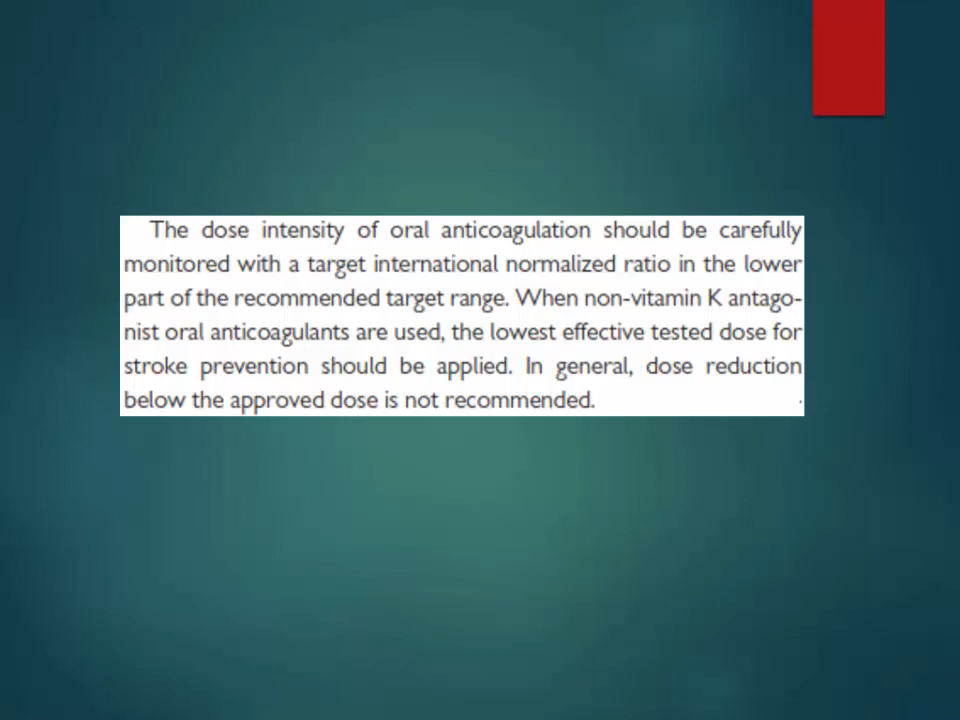 The dose intensity of oral anticoagulation should be carefully
monitored with a target international normalized ratio in the lower
part of the recommended target range. When non-vitamin K antago-
nist oral anticoagulants are used, the lowest effective tested dose for
stroke prevention should be applied. In general, dose reduction
below the approved dose is not recommended.